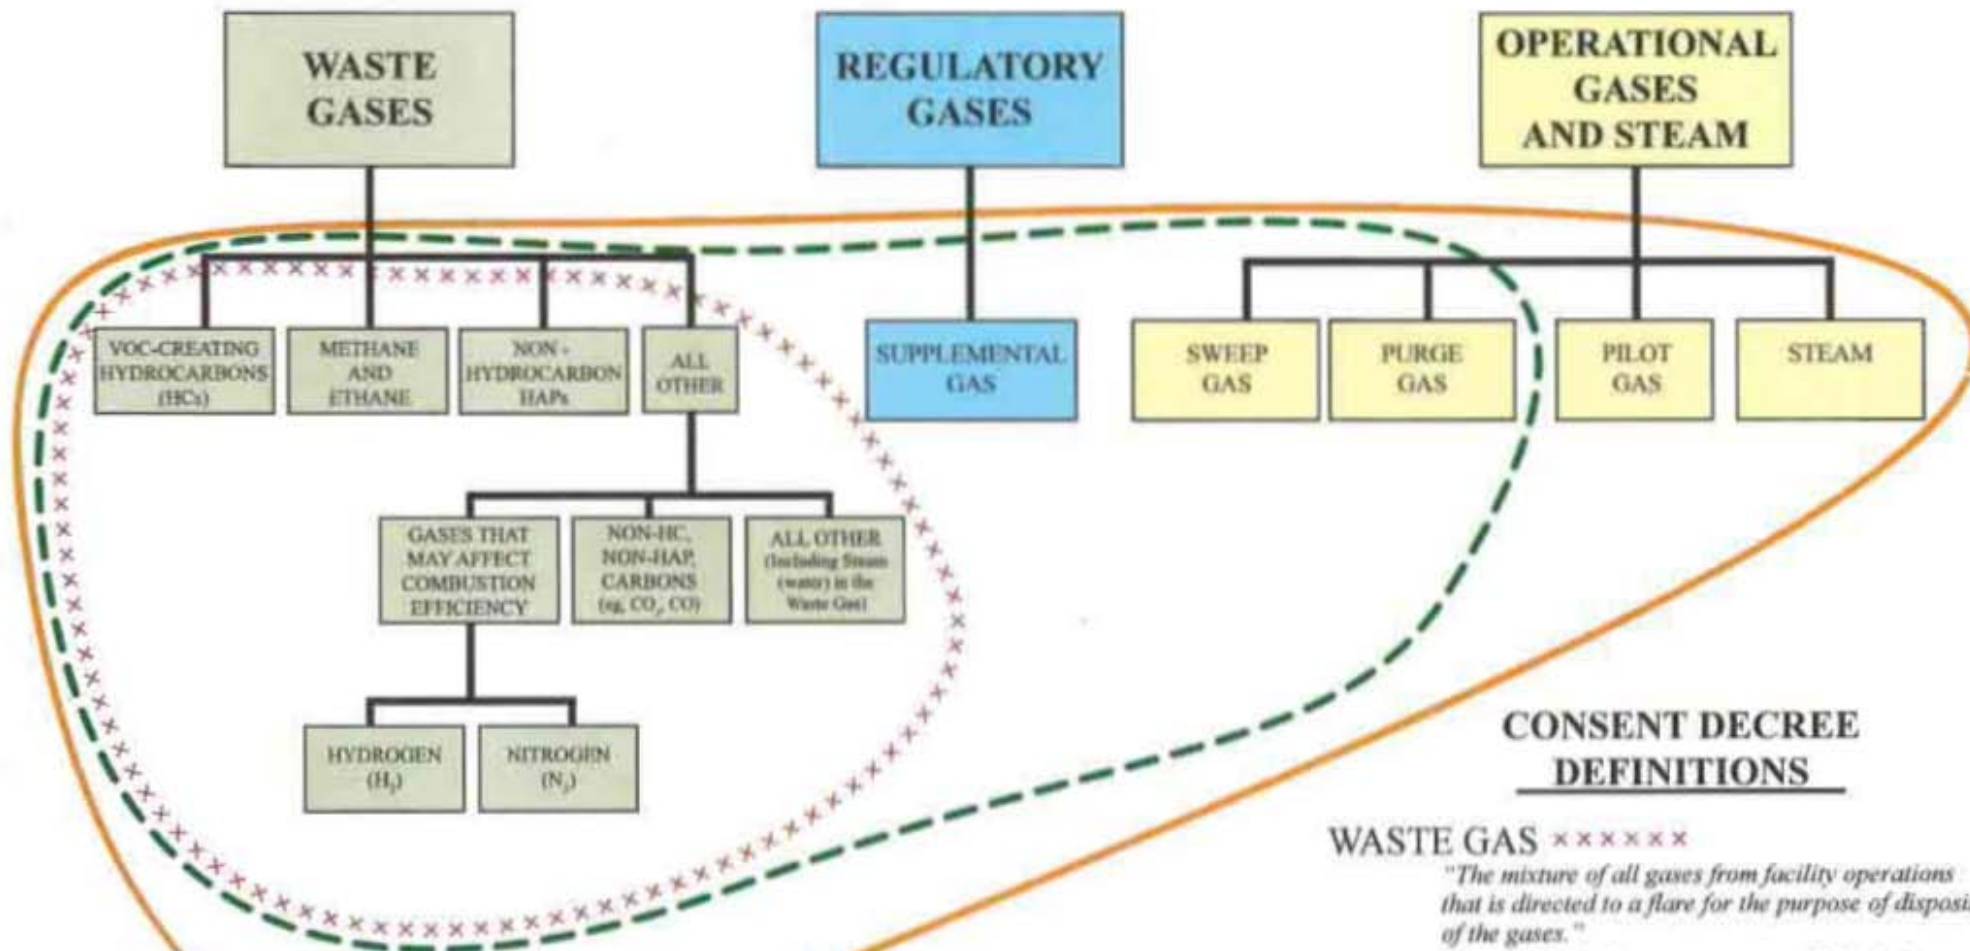 WASTE
GASES
REGULATORY
GASES
OPERATIONAL
GASES
AND STEAM
VOC-CREATING
HYDROCARBONS
(HCs)
METHANE
AND
ETHANE
NON -
HYDROCARBON
HAPs
ALL
OTHER
SUPPLEMENTAL
GAS
SWEEP
GAS
PURGE
GAS
PILOT
GAS
STEAM
GASES THAT
MAY AFFECT
COMBUSTION
EFFICIENCY
NON-HC,
NON-HAP,
CARBONS
(eg, CO₂, CO)
ALL OTHER
(Including Steam
(water) in the
Waste Gas)
HYDROGEN
(H₂)
NITROGEN
(N₂)
CONSENT DECREE
DEFINITIONS
WASTE GAS ××××××
"The mixture of all gases from facility operations
that is directed to a flare for the purpose of disposi
of the gases."